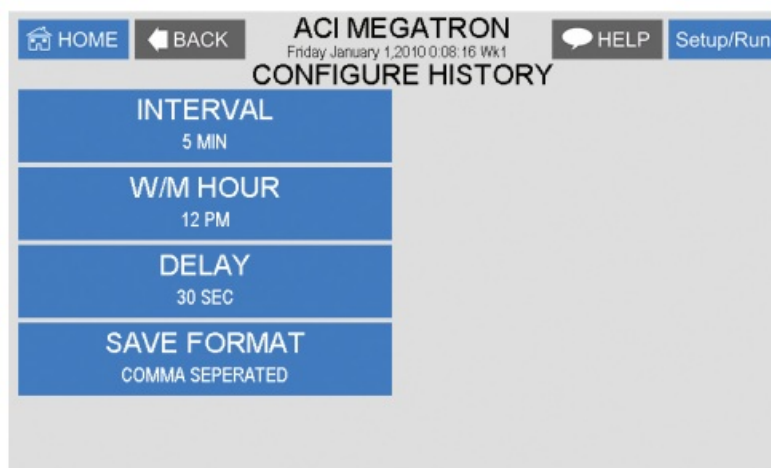 HOME
BACK
ACI MEGATRON
HELP
Setup/Run
Friday January 1,2010 0:08:16 Wk1
CONFIGURE HISTORY
INTERVAL
5 MIN
W/M HOUR
12 PM
DELAY
30 SEC
SAVE FORMAT
COMMA SEPERATED